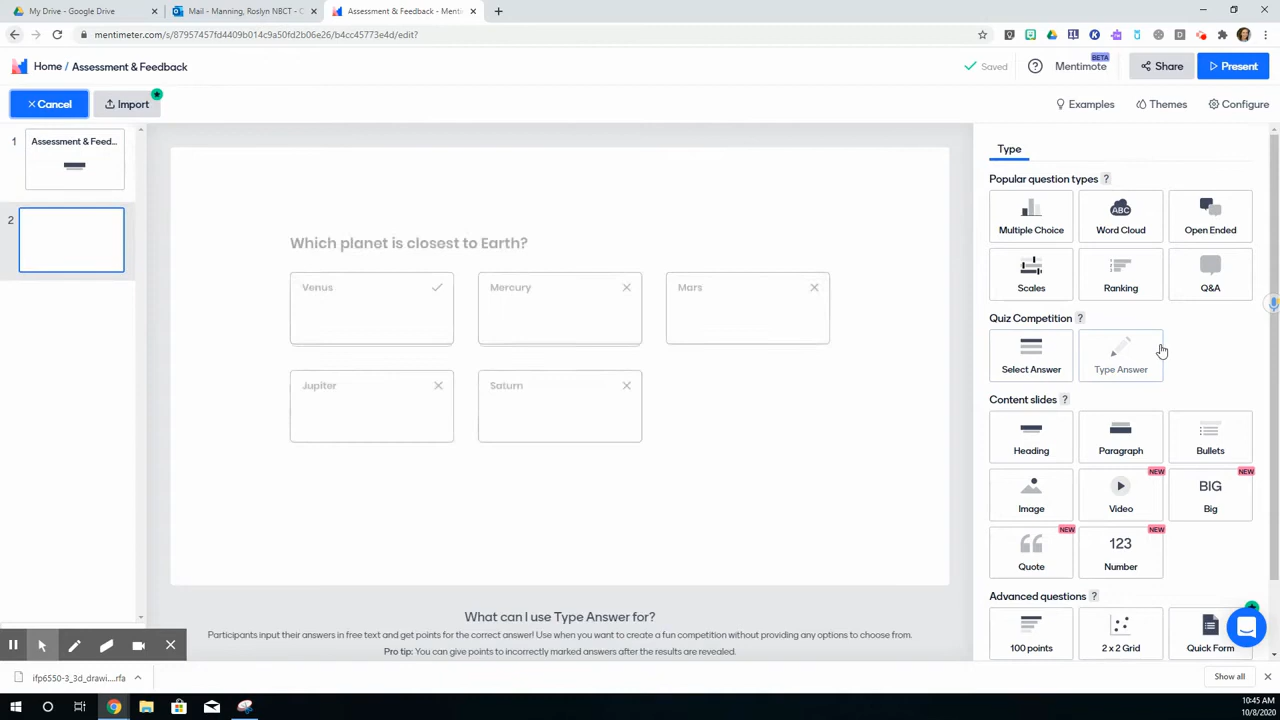 My Drive - Google Drive
Mail - Manning, Roslyn NBCT - O
Assessment & Feedback - Mentim
mentimeter.com/s/87957457fd4409b014c9a50fd2b06e26/b4cc45773e4d/edit?
Home / Assessment & Feedback
Saved
Mentimote
BETA
Share
Present
Cancel
Import
Examples
Themes
Configure
1
Assessment & Feed...
2
Which planet is closest to Earth?
Venus
Mercury
Mars
Jupiter
Saturn
What can I use Type Answer for?
Participants input their answers in free text and get points for the correct answer! Use when you want to create a fun competition without providing any options to choose from.
Pro tip: You can give points to incorrectly marked answers after the results are revealed.
Type
Popular question types ?
Multiple Choice
ABC
Word Cloud
Open Ended
Scales
Ranking
Q&A
Quiz Competition ?
Select Answer
Type Answer
Content slides ?
Heading
Paragraph
Bullets
Image
NEW
Video
NEW
BIG
Big
NEW
Quote
NEW
123
Number
Advanced questions ?
100 points
2 x 2 Grid
Quick Form
ifp6550-3_3d_drawi....rfa
Show all
10:45 AM
10/8/2020